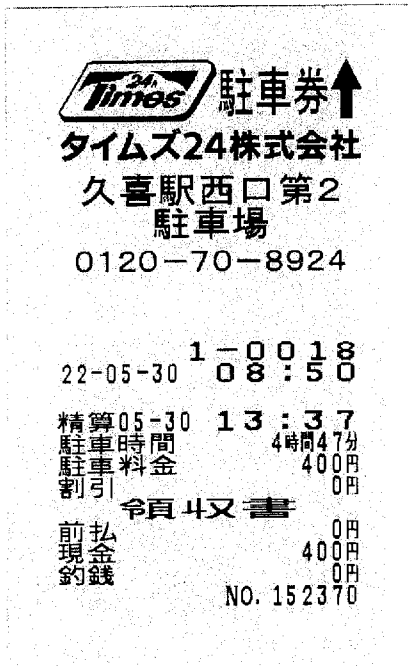 24h
Times 駐車券↑
タイムズ24株式会社
久喜駅西口第2
駐車場
0120-70-8924
1-0018
22-05-30 08:50
精算05-30 13:37
駐車時間 4時間47分
駐車料金 400円
割引 0円
領収書
前払 0円
現金 400円
釣銭 0円
NO.152370